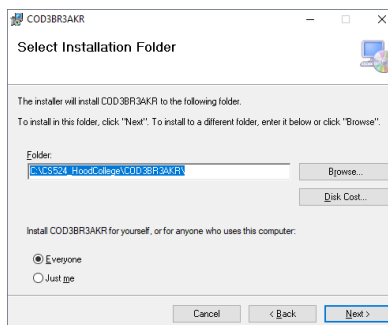 COD3BR3AKR
Select Installation Folder
The installer will install COD3BR3AKR to the following folder.
To install in this folder, click "Next". To install to a different folder, enter it below or click "Browse".
Folder:
C:\CS524_HoodCollege\COD3BR3AKR\
Browse...
Disk Cost...
Install COD3BR3AKR for yourself, or for anyone who uses this computer:
Everyone
Just me
Cancel
< Back
Next >